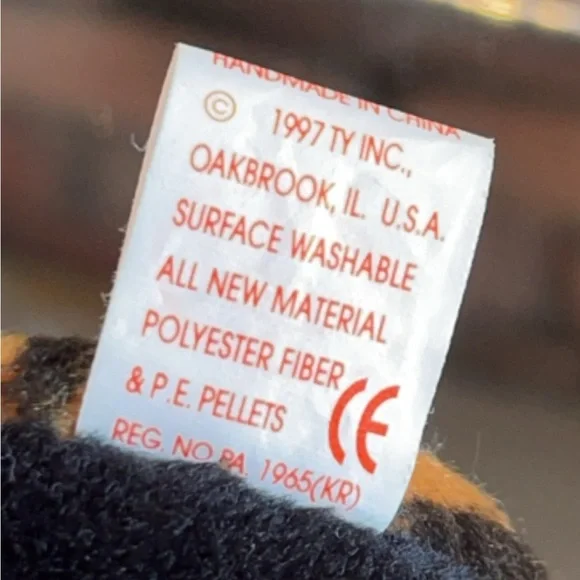 HANDMADE IN CHINA
© 1997 TY INC.,
OAKBROOK, IL. U.S.A.
SURFACE WASHABLE
ALL NEW MATERIAL
POLYESTER FIBER
& P.E. PELLETS
CE
REG. NO PA. 1965(KR)